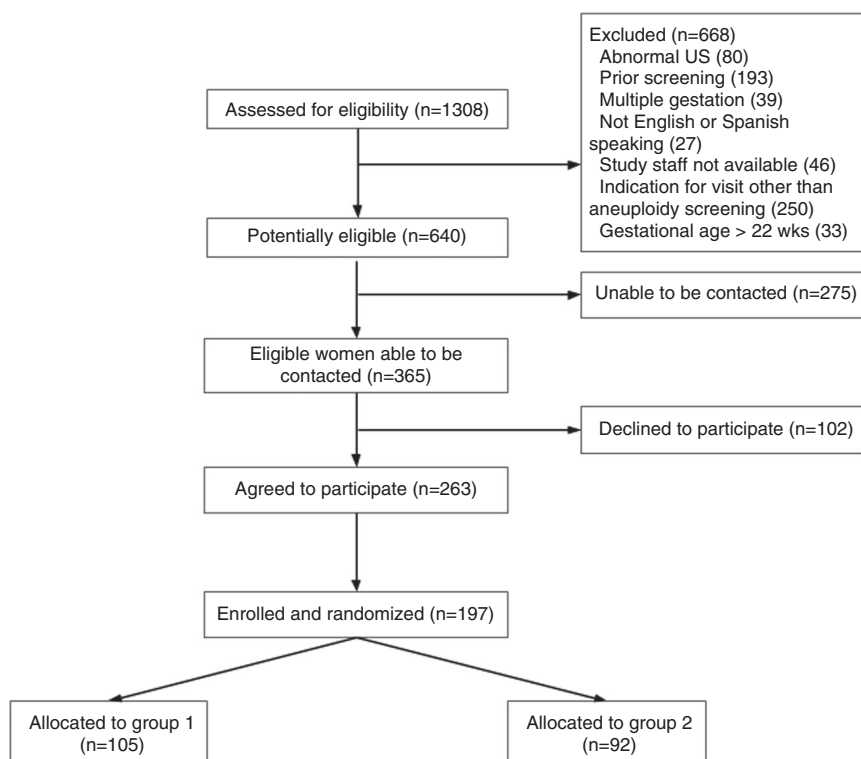 Assessed for eligibility (n=1308)
Excluded (n=668)
Abnormal US (80)
Prior screening (193)
Multiple gestation (39)
Not English or Spanish
speaking (27)
Study staff not available (46)
Indication for visit other than
aneuploidy screening (250)
Gestational age > 22 wks (33)
Potentially eligible (n=640)
Unable to be contacted (n=275)
Eligible women able to be
contacted (n=365)
Declined to participate (n=102)
Agreed to participate (n=263)
Enrolled and randomized (n=197)
Allocated to group 1
(n=105)
Allocated to group 2
(n=92)